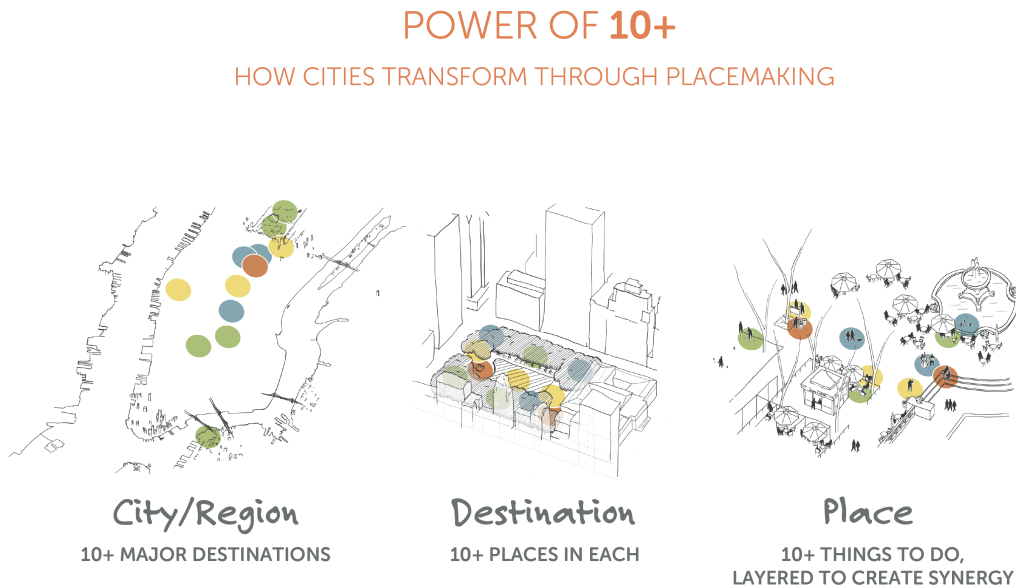 POWER OF 10+
HOW CITIES TRANSFORM THROUGH PLACEMAKING
City/Region
10+ MAJOR DESTINATIONS
Destination
10+ PLACES IN EACH
Place
10+ THINGS TO DO,
LAYERED TO CREATE SYNERGY